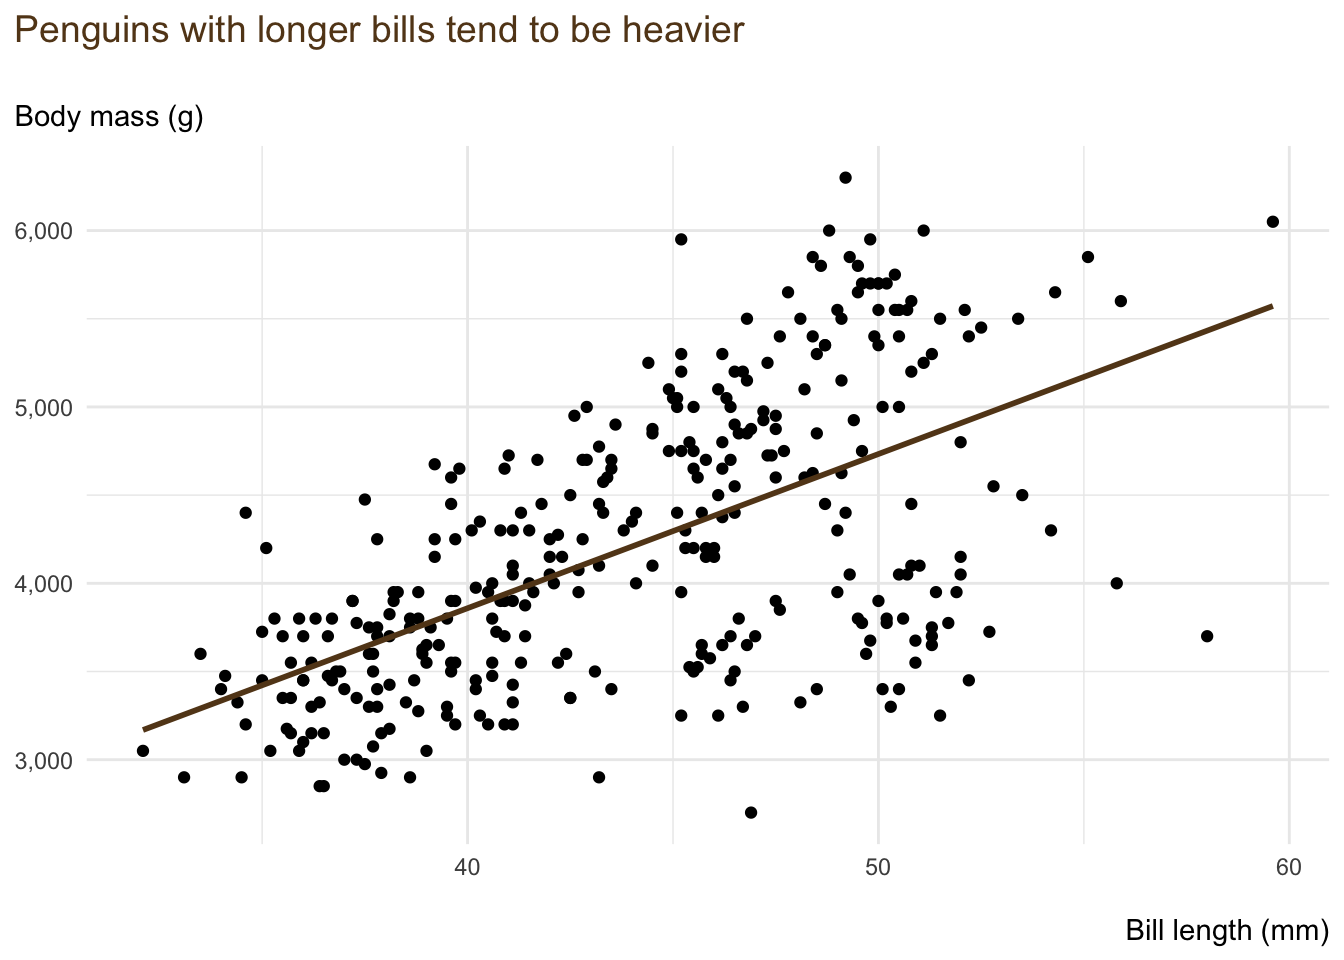 Penguins with longer bills tend to be heavier
Body mass (g)
6,000
5,000
4,000
3,000
40 50 60
Bill length (mm)